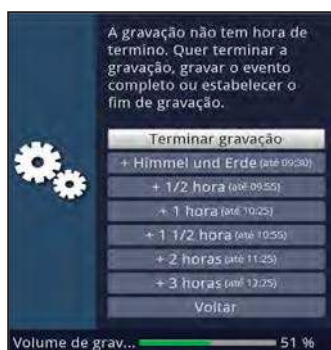 A gravação não tem hora de
termino. Quer terminar a
gravação, gravar o evento
completo ou estabelecer o
fim de gravação.
Terminar gravação
+ Himmel und Erde (até 09:30)
+ 1/2 hora (até 09:55)
+ 1 hora (até 10:25)
+ 1 1/2 hora (até 10:55)
+ 2 horas (até 11:25)
+ 3 horas (até 12:25)
Voltar
Volume de grav... 51 %